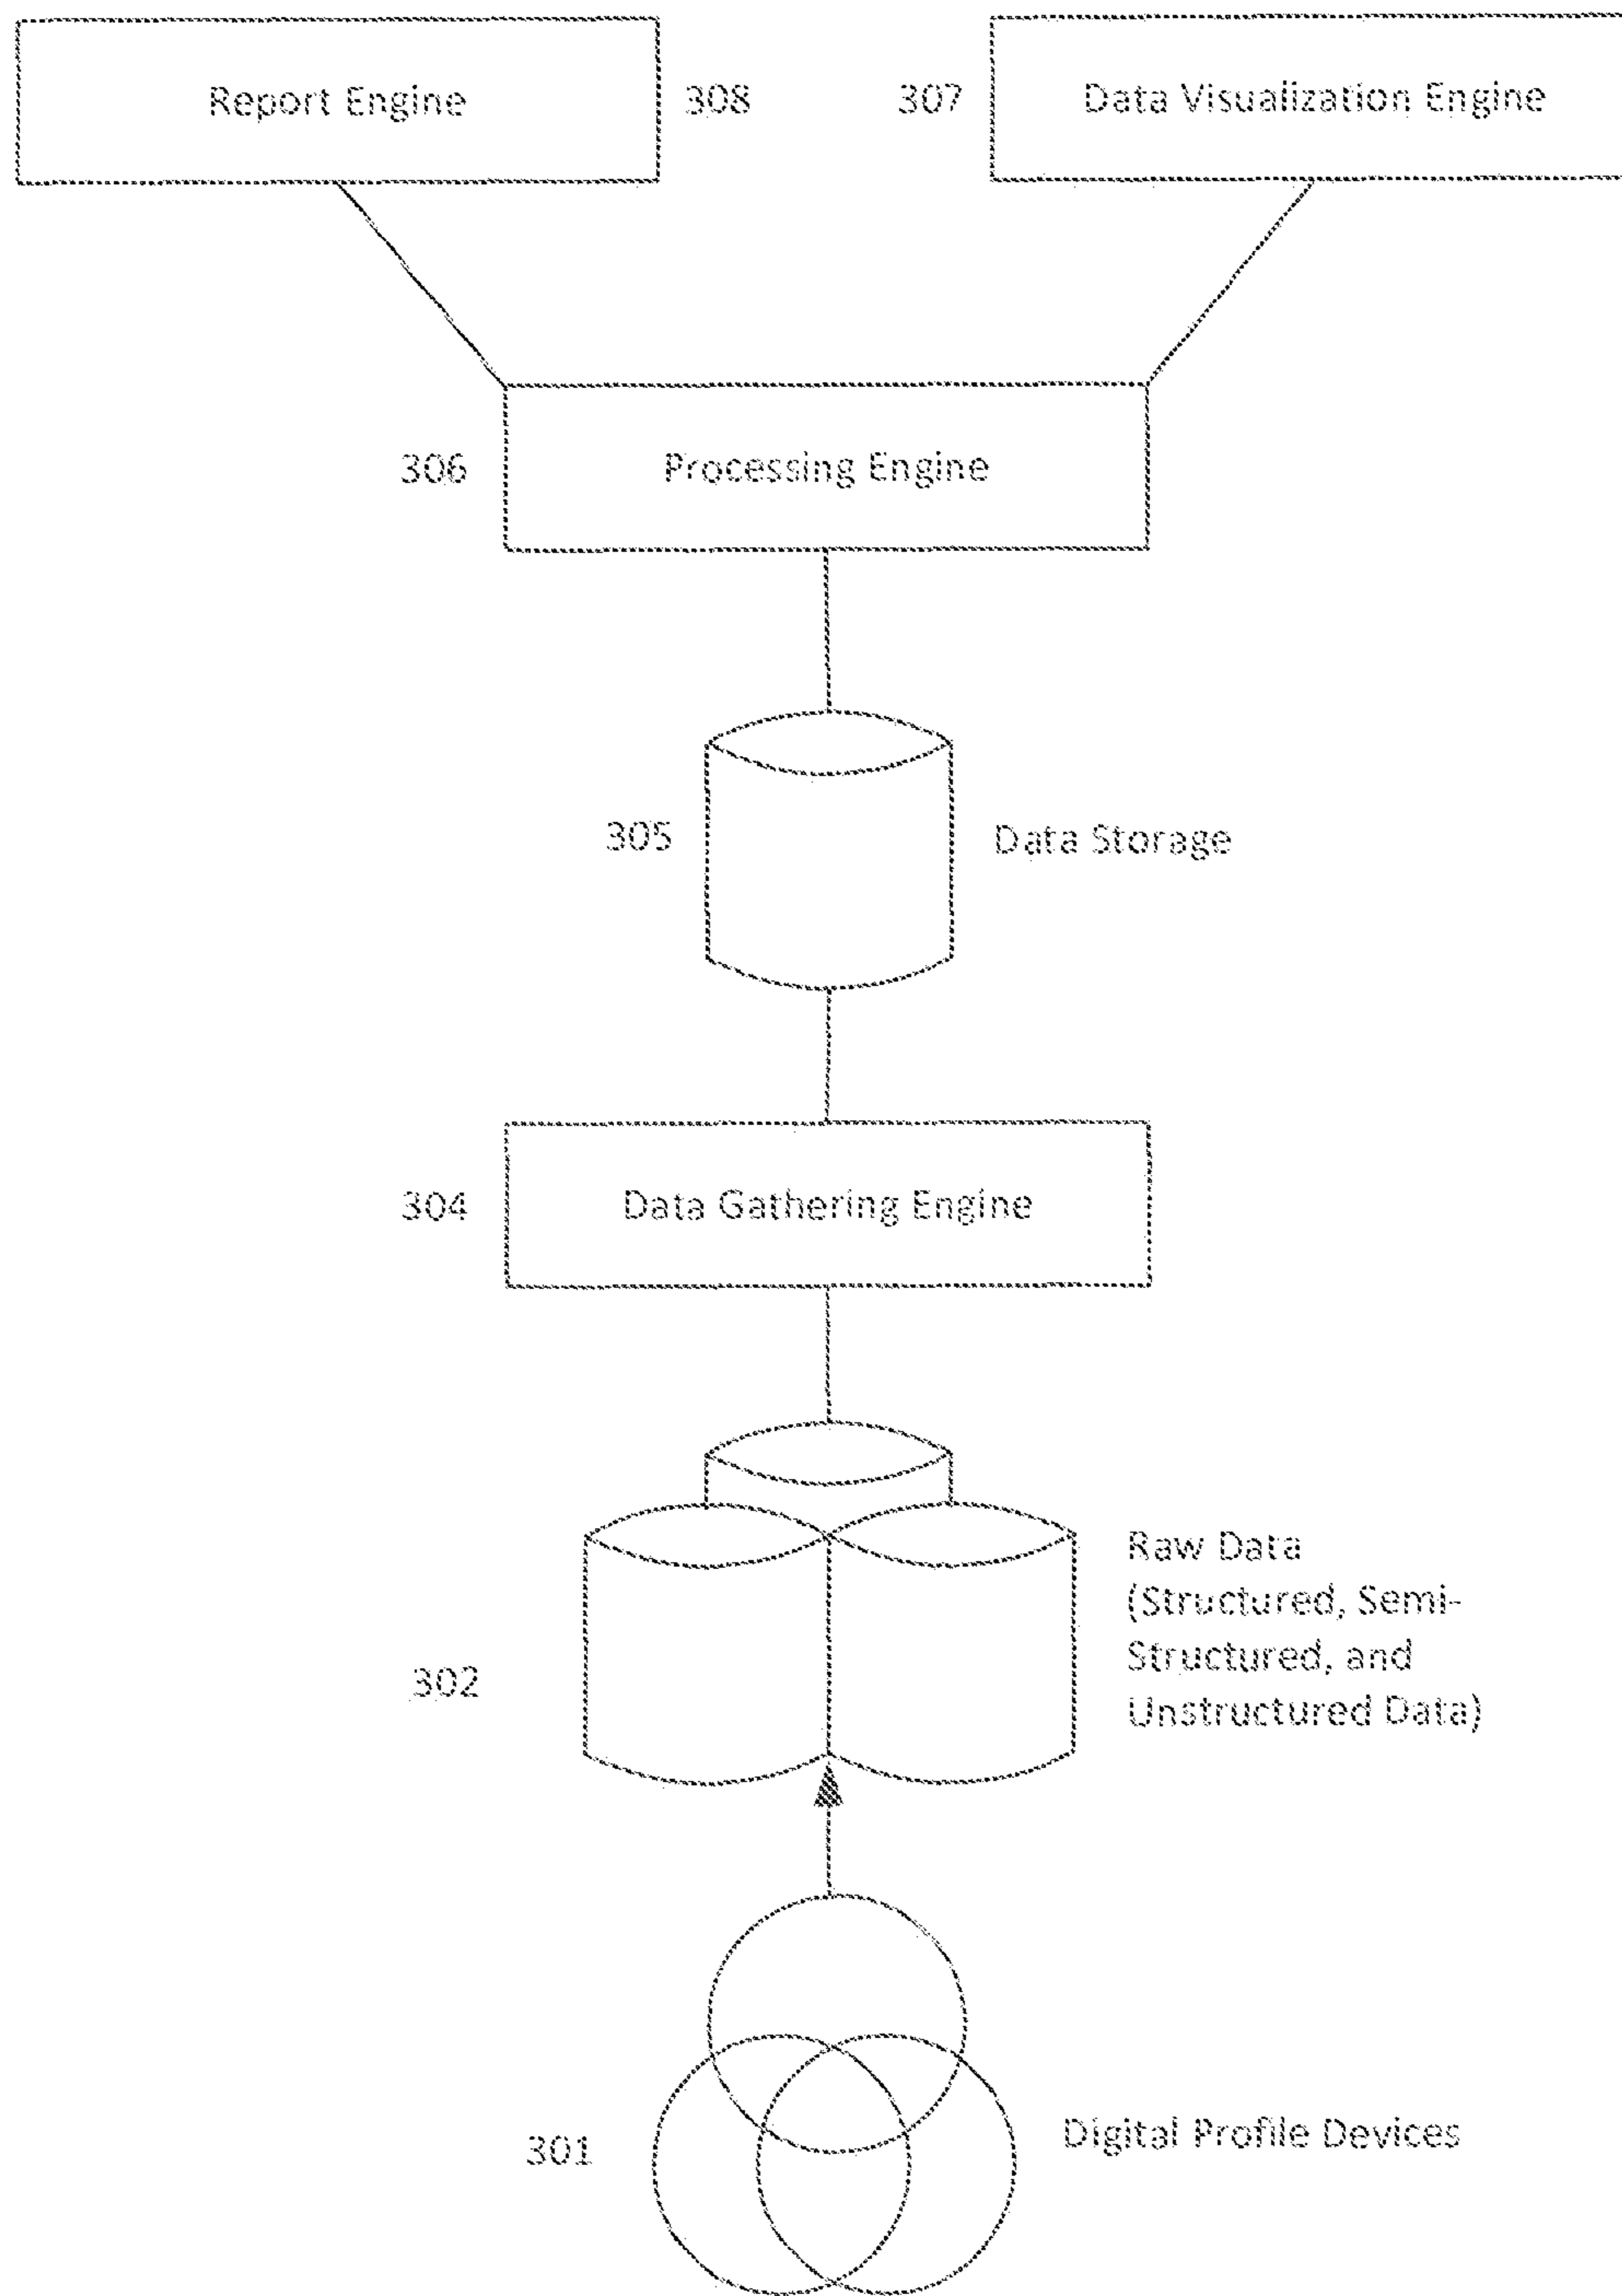 Report Engine
308
307
Data Visualization Engine
306
Processing Engine
305
Data Storage
304
Data Gathering Engine
302
Raw Data
(Structured, Semi-
Structured, and
Unstructured Data)
301
Digital Profile Devices